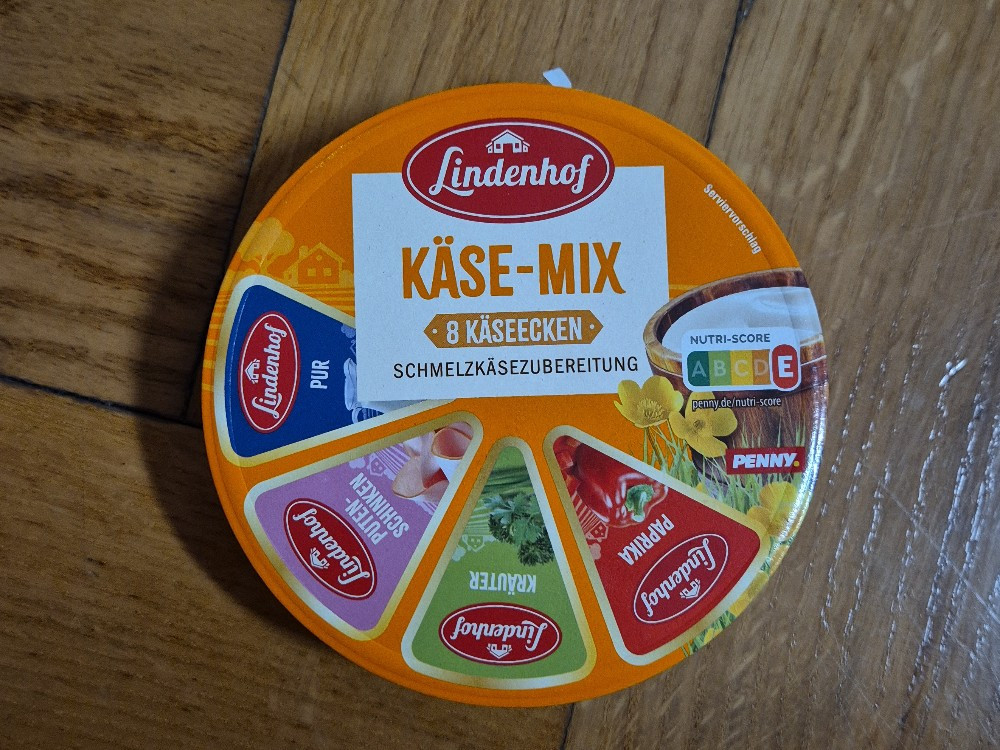 Lindenhof
Serviervorschlag
KÄSE-MIX
· 8 KÄSEECKEN ·
SCHMELZKÄSEZUBEREITUNG
NUTRI-SCORE
A B C D E
penny.de/nutri-score
PENNY.
Lindenhof
PUR
PUTEN-
SCHINKEN
Lindenhof
KRÄUTER
Lindenhof
PAPRIKA
Lindenhof